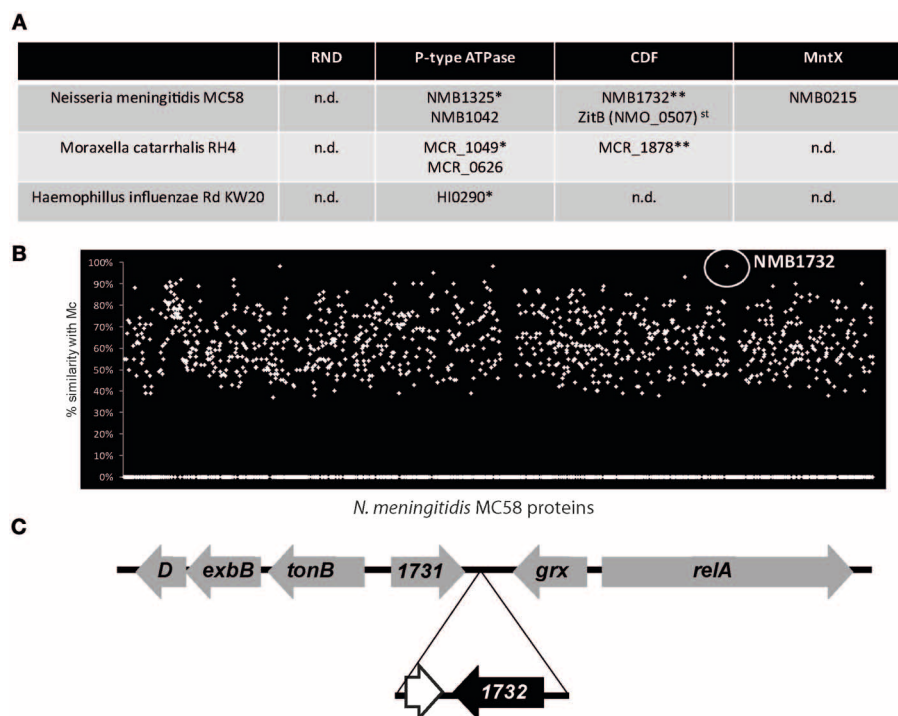 A
RND P-type ATPase CDF MntX
Neisseria meningitidis MC58 n.d. NMB1325* NMB1732** NMB0215
NMB1042 ZitB (NMO_0507) st
Moraxella catarrhalis RH4 n.d. MCR_1049* MCR_1878** n.d.
MCR_0626
Haemophillus influenzae Rd KW20 n.d. HI0290* n.d. n.d.
B
100%
90%
80%
70%
60%
50%
40%
30%
20%
10%
0%
% similarity with Mc
NMB1732
N. meningitidis MC58 proteins
C
D exbB tonB 1731 grx relA
1732